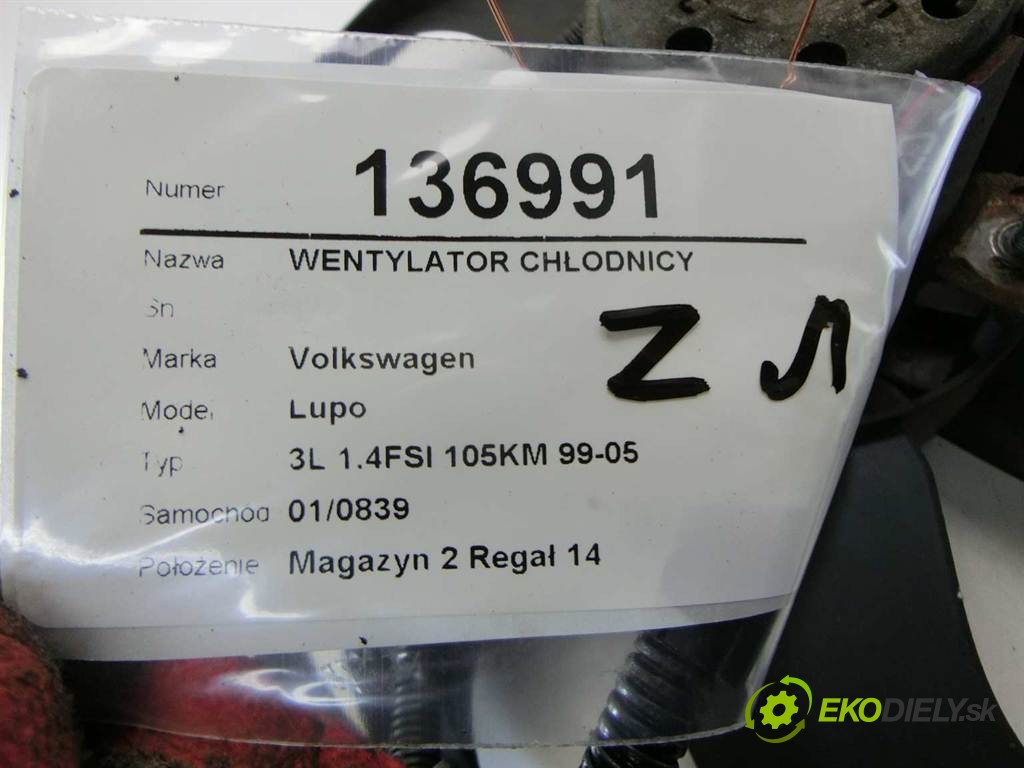 Numer 136991
Nazwa WENTYLATOR CHŁODNICY
Sn
Marka Volkswagen
Model Lupo
Typ 3L 1.4FSI 105KM 99-05
Samochód 01/0839
Położenie Magazyn 2 Regał 14
EKODIELY.sk